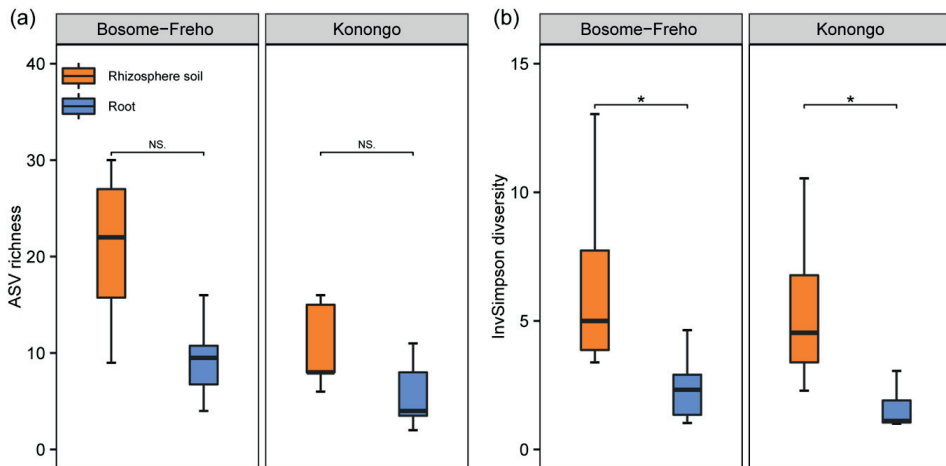 (a)
Bosome−Freho
Konongo
ASV richness
40
30
20
10
0
Rhizosphere soil
Root
NS.
NS.
(b)
Bosome−Freho
Konongo
InvSimpson divsersity
15
10
5
0
*
*